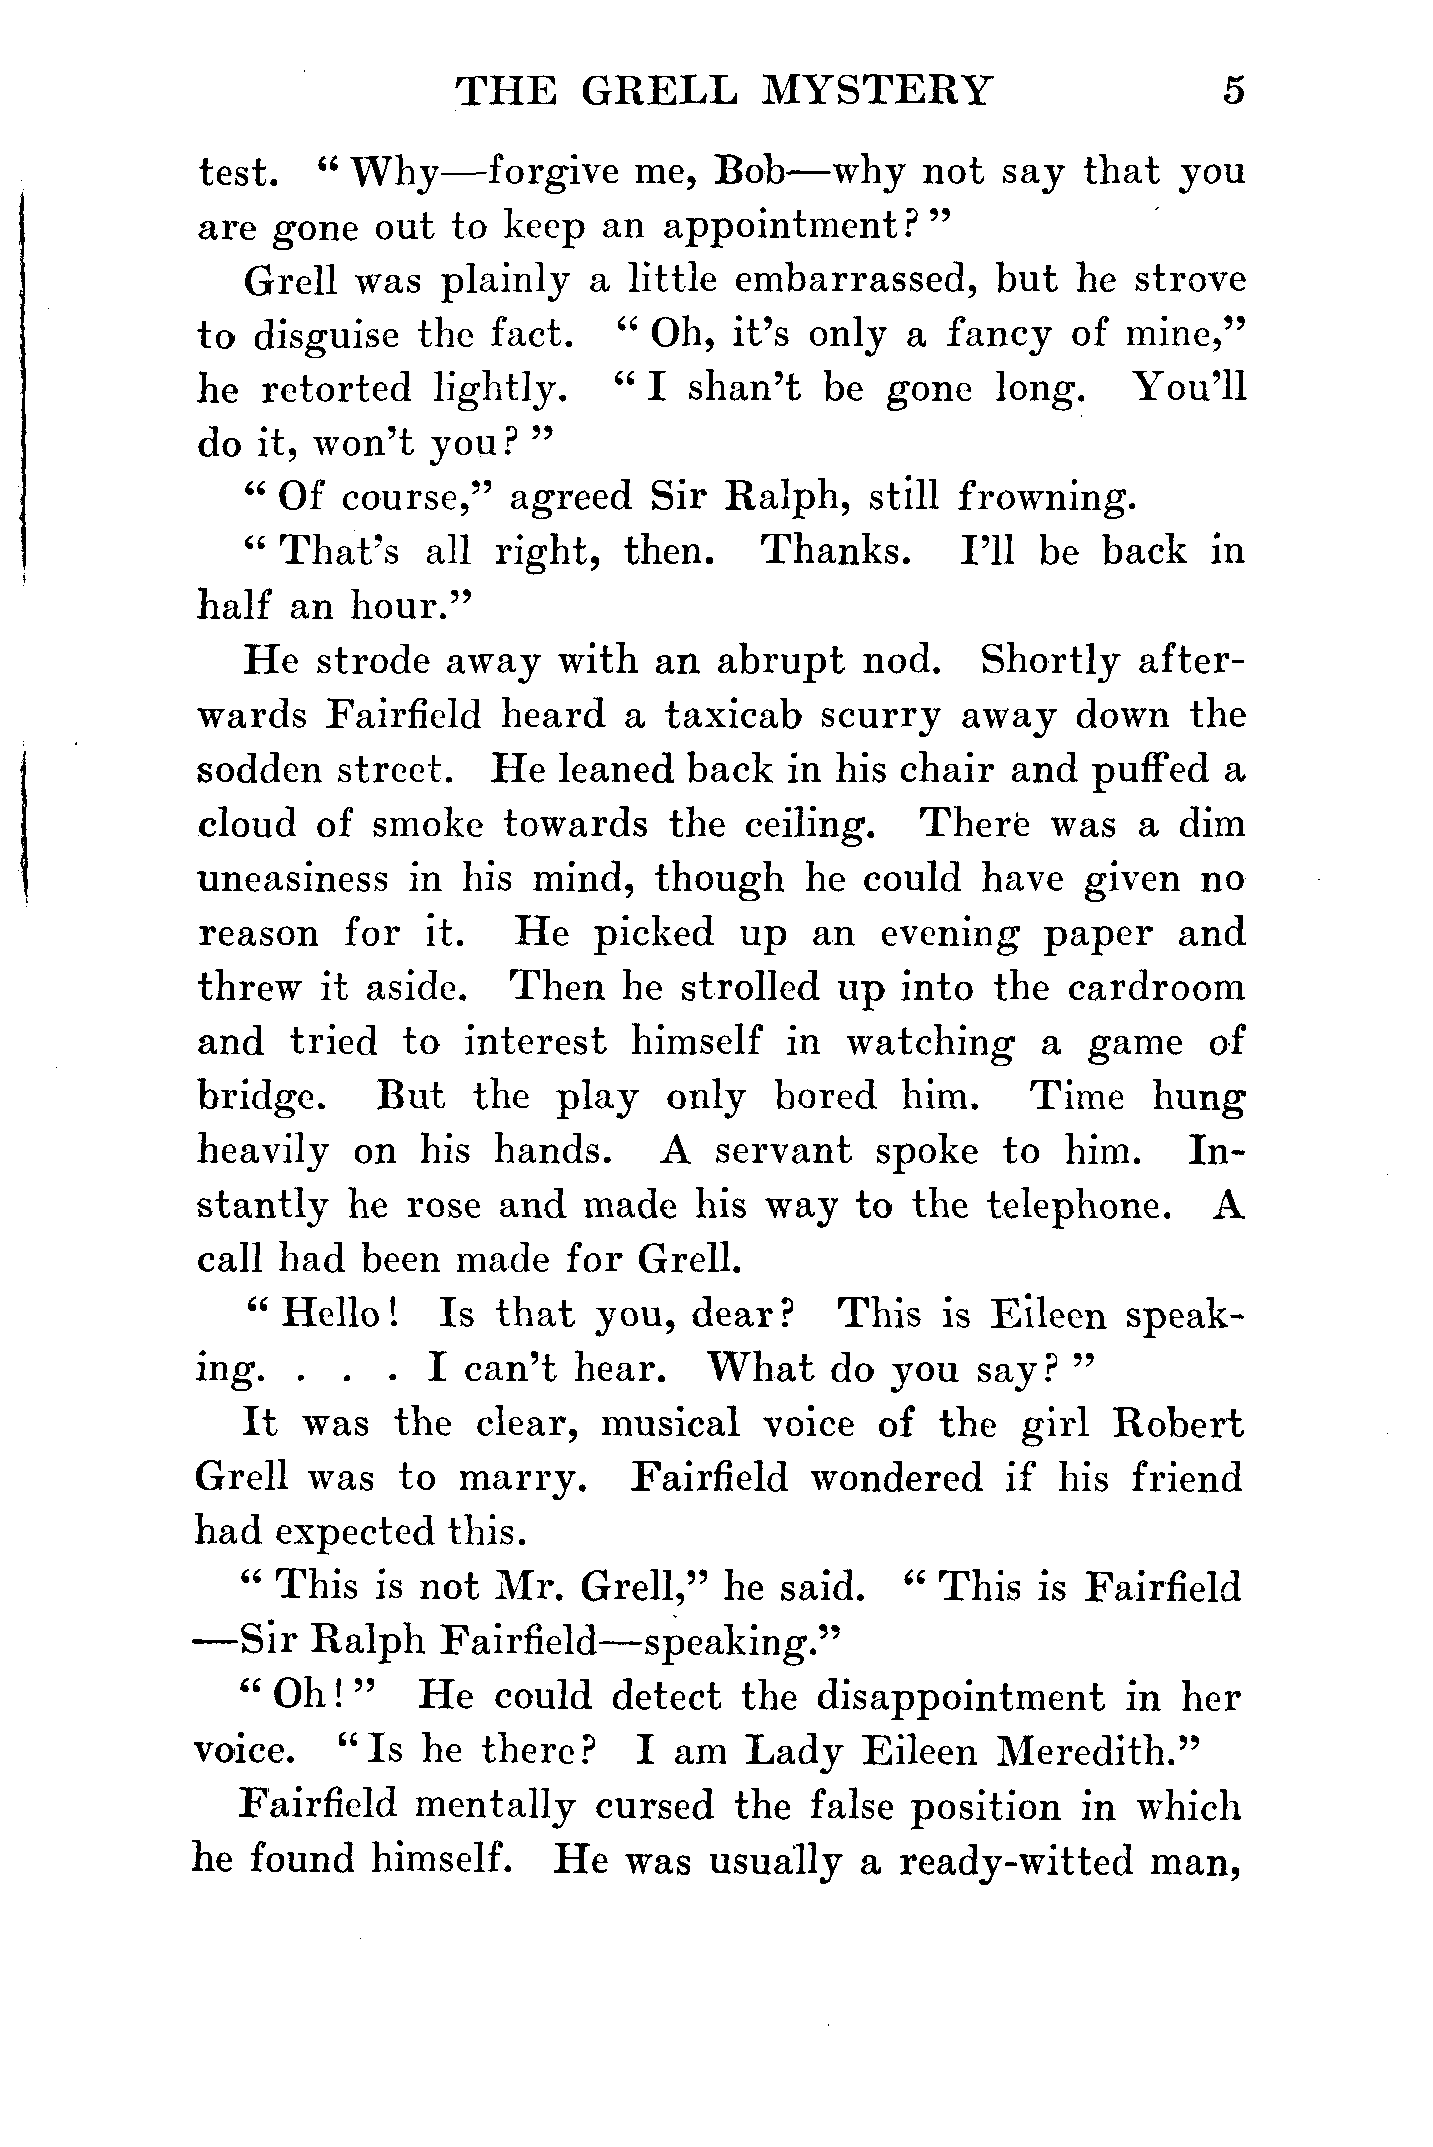 THE GRELL MYSTERY 5
test. “ Why—forgive me, Bob—why not say that you
are gone out to keep an appointment? ”
Grell was plainly a little embarrassed, but he strove
to disguise the fact. “ Oh, it’s only a fancy of mine,”
he retorted lightly. “ I shan’t be gone long. You’ll
do it, won’t you? ”
“ Of course,” agreed Sir Ralph, still frowning.
“ That’s all right, then. Thanks. I’ll be back in
half an hour.”
He strode away with an abrupt nod. Shortly after-
wards Fairfield heard a taxicab scurry away down the
sodden street. He leaned back in his chair and puffed a
cloud of smoke towards the ceiling. There was a dim
uneasiness in his mind, though he could have given no
reason for it. He picked up an evening paper and
threw it aside. Then he strolled up into the cardroom
and tried to interest himself in watching a game of
bridge. But the play only bored him. Time hung
heavily on his hands. A servant spoke to him. In-
stantly he rose and made his way to the telephone. A
call had been made for Grell.
“ Hello! Is that you, dear? This is Eileen speak-
ing. . . . I can’t hear. What do you say? ”
It was the clear, musical voice of the girl Robert
Grell was to marry. Fairfield wondered if his friend
had expected this.
“ This is not Mr. Grell,” he said. “ This is Fairfield
—Sir Ralph Fairfield—speaking.”
“ Oh! ” He could detect the disappointment in her
voice. “ Is he there? I am Lady Eileen Meredith.”
Fairfield mentally cursed the false position in which
he found himself. He was usually a ready-witted man,